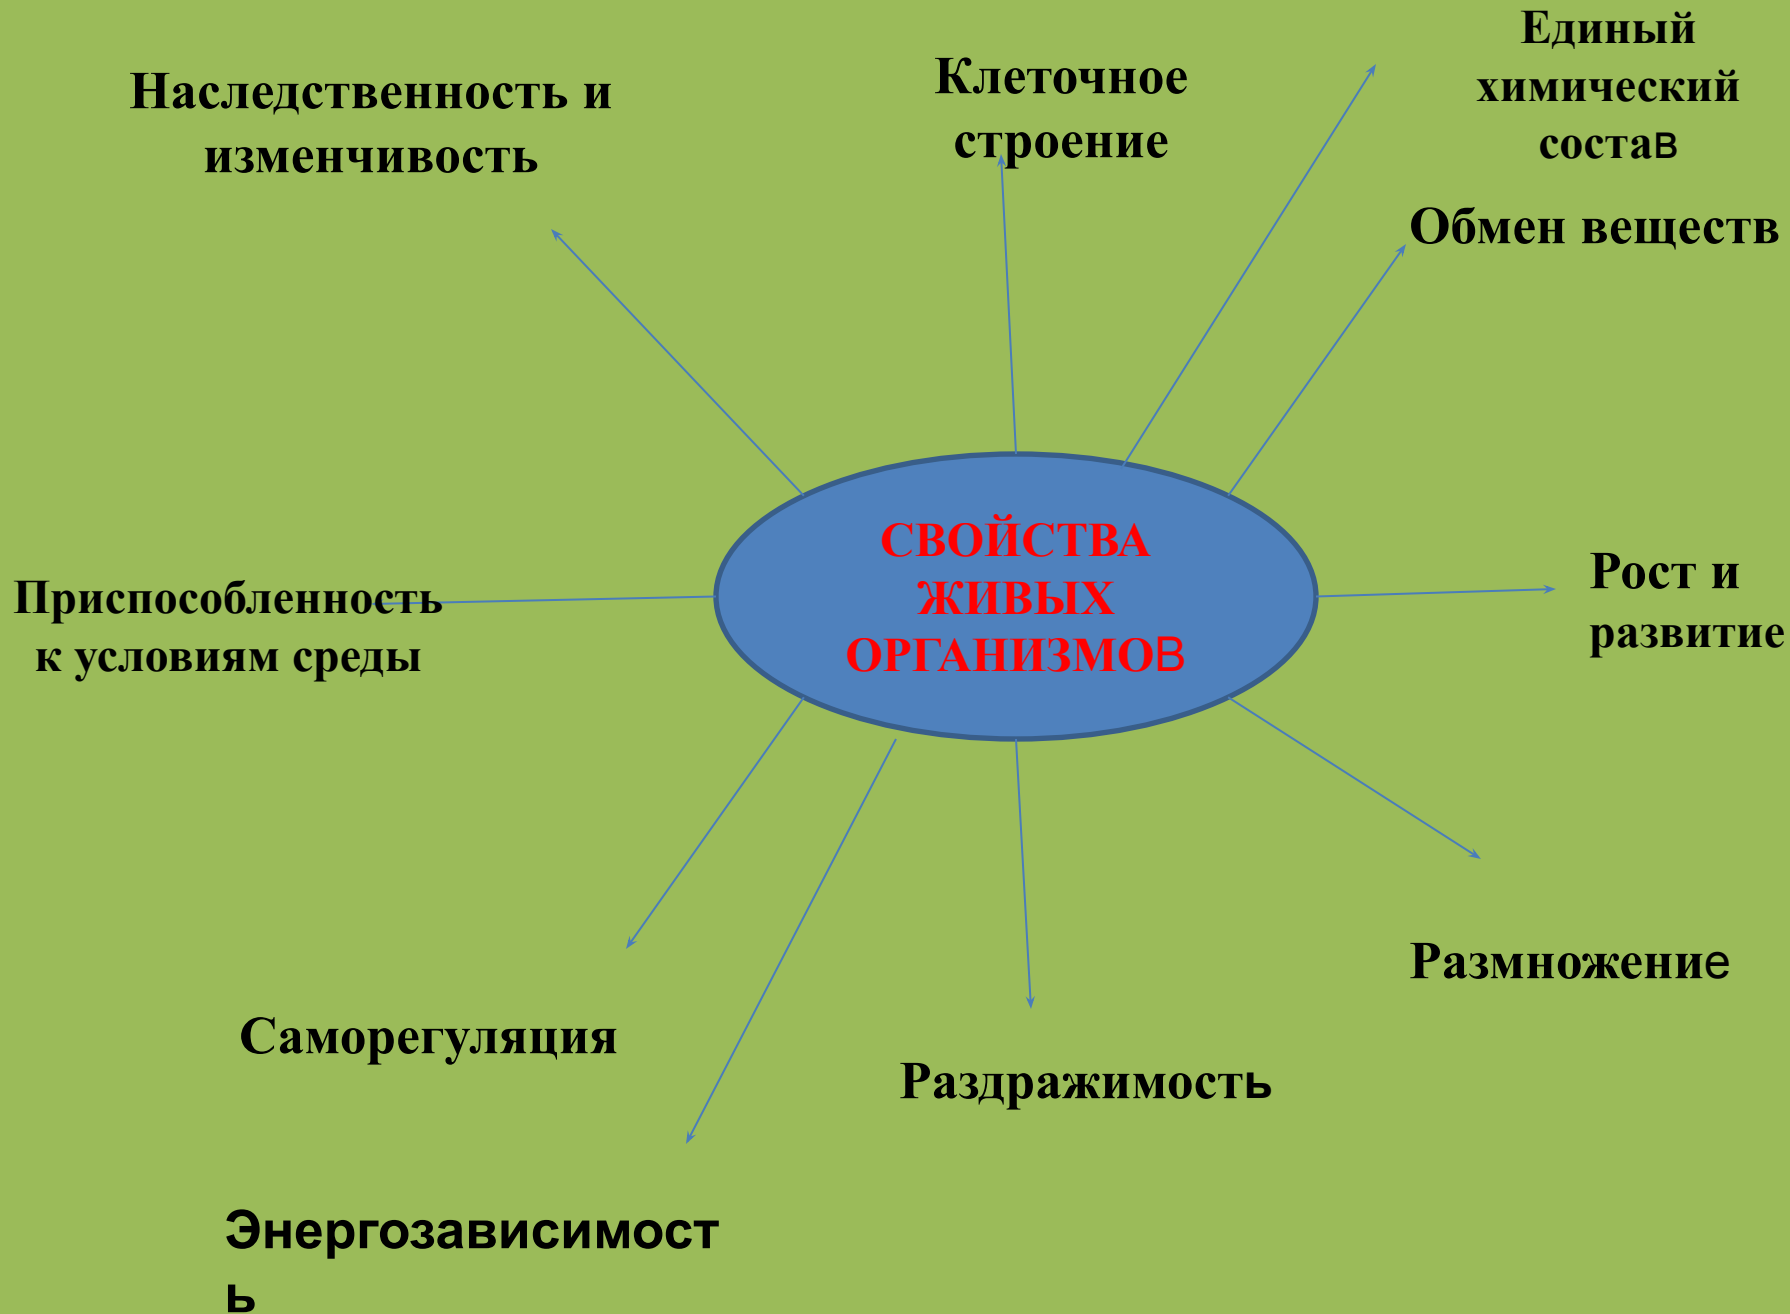 Единый
химический
состав
Клеточное
строение
Наследственность и
изменчивость
Обмен веществ
СВОЙСТВА
ЖИВЫХ
ОРГАНИЗМОВ
Рост и
развитие
Приспособленность
к условиям среды
Размножение
Саморегуляция
Раздражимость
Энергозависимост
ь